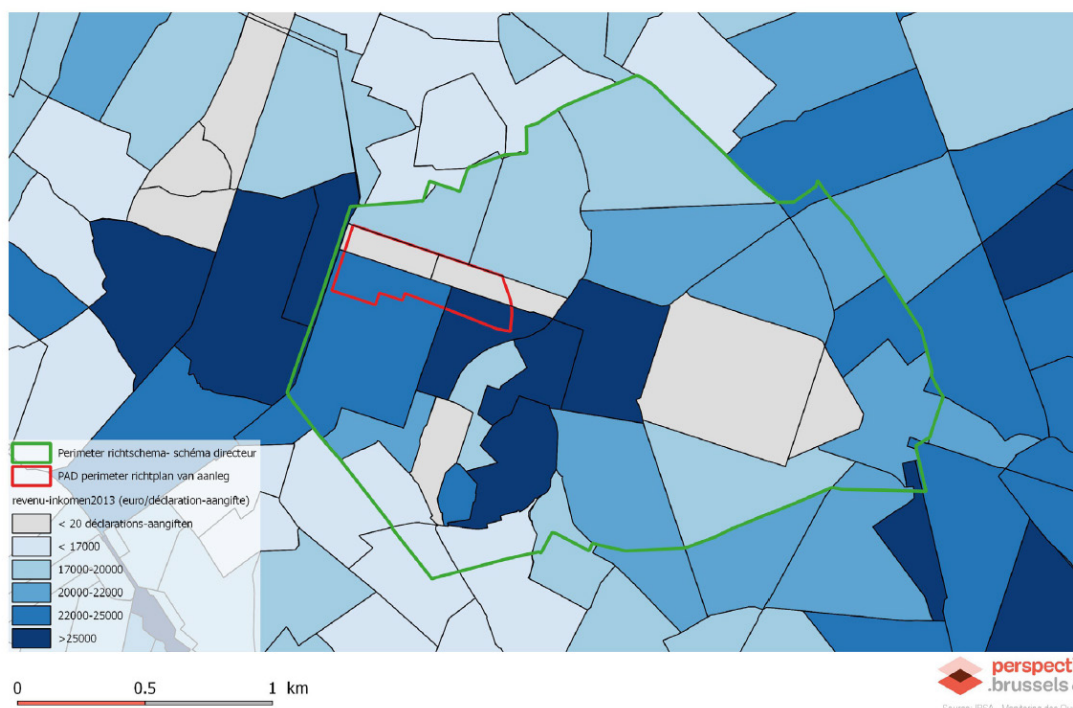 Perimeter richtschema- schéma directeur
PAD perimeter richtplan van aanleg
revenu-inkomen2013 (euro/déclaration-aangifte)
< 20 déclarations-aangiften
< 17000
17000-20000
20000-22000
22000-25000
>25000
0 0.5 1 km
perspect
.brussels